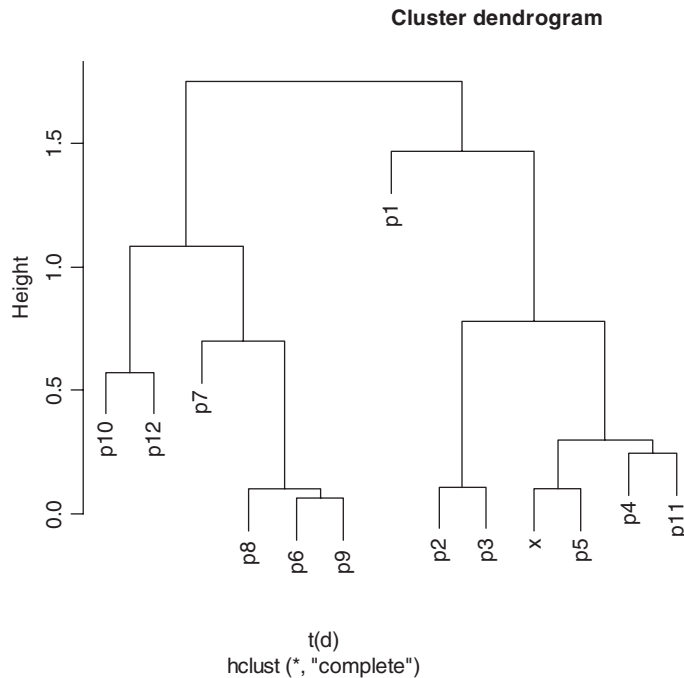 Cluster dendrogram
Height
1.5
1.0
0.5
0.0
p1
p7
p10
p12
p8
p6
p9
p2
p3
x
p5
p4
p11
t(d)
hclust (*, "complete")